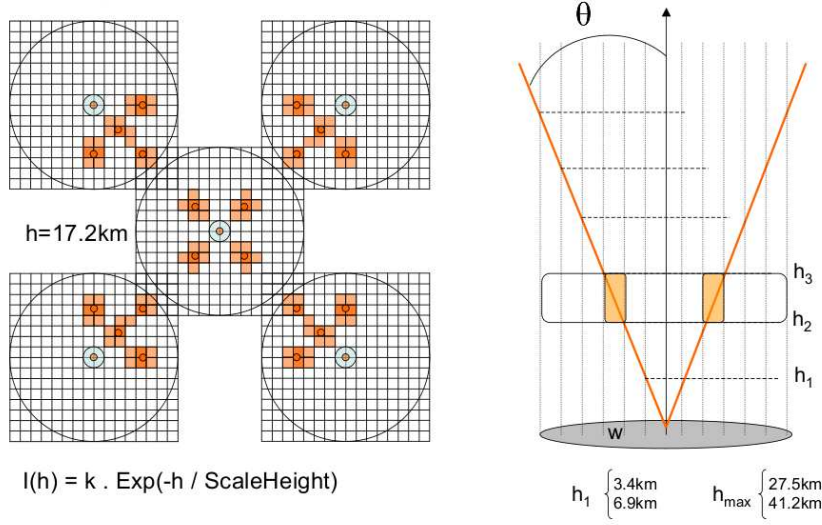 θ
h=17.2km
h₃
h₂
h₁
w
I(h) = k . Exp(-h / ScaleHeight)
h₁ { 3.4km
6.9km
hmax { 27.5km
41.2km